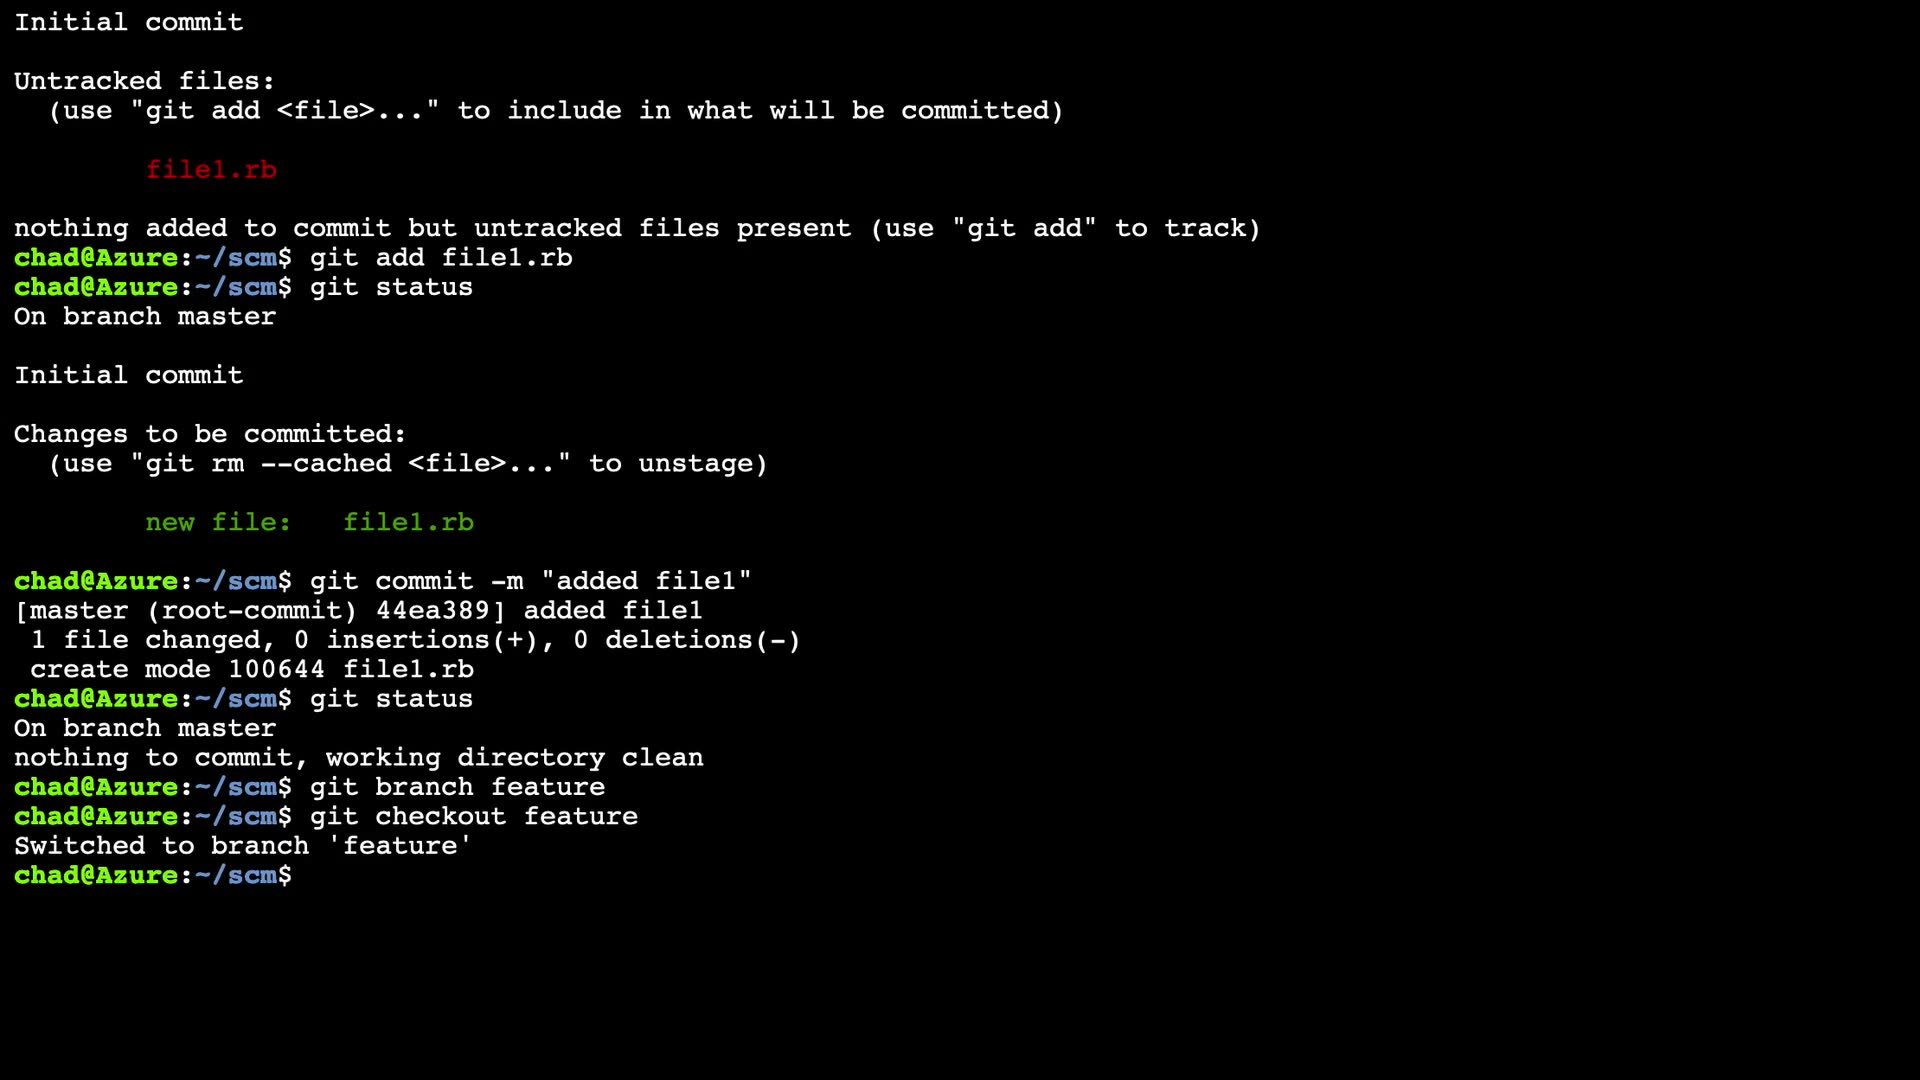 Initial commit
Untracked files:
(use "git add <file>..." to include in what will be committed)
file1.rb
nothing added to commit but untracked files present (use "git add" to track)
chad@Azure:~/scm$ git add file1.rb
chad@Azure:~/scm$ git status
On branch master
Initial commit
Changes to be committed:
(use "git rm --cached <file>..." to unstage)
new file:   file1.rb
chad@Azure:~/scm$ git commit -m "added file1"
[master (root-commit) 44ea389] added file1
1 file changed, 0 insertions(+), 0 deletions(-)
create mode 100644 file1.rb
chad@Azure:~/scm$ git status
On branch master
nothing to commit, working directory clean
chad@Azure:~/scm$ git branch feature
chad@Azure:~/scm$ git checkout feature
Switched to branch 'feature'
chad@Azure:~/scm$